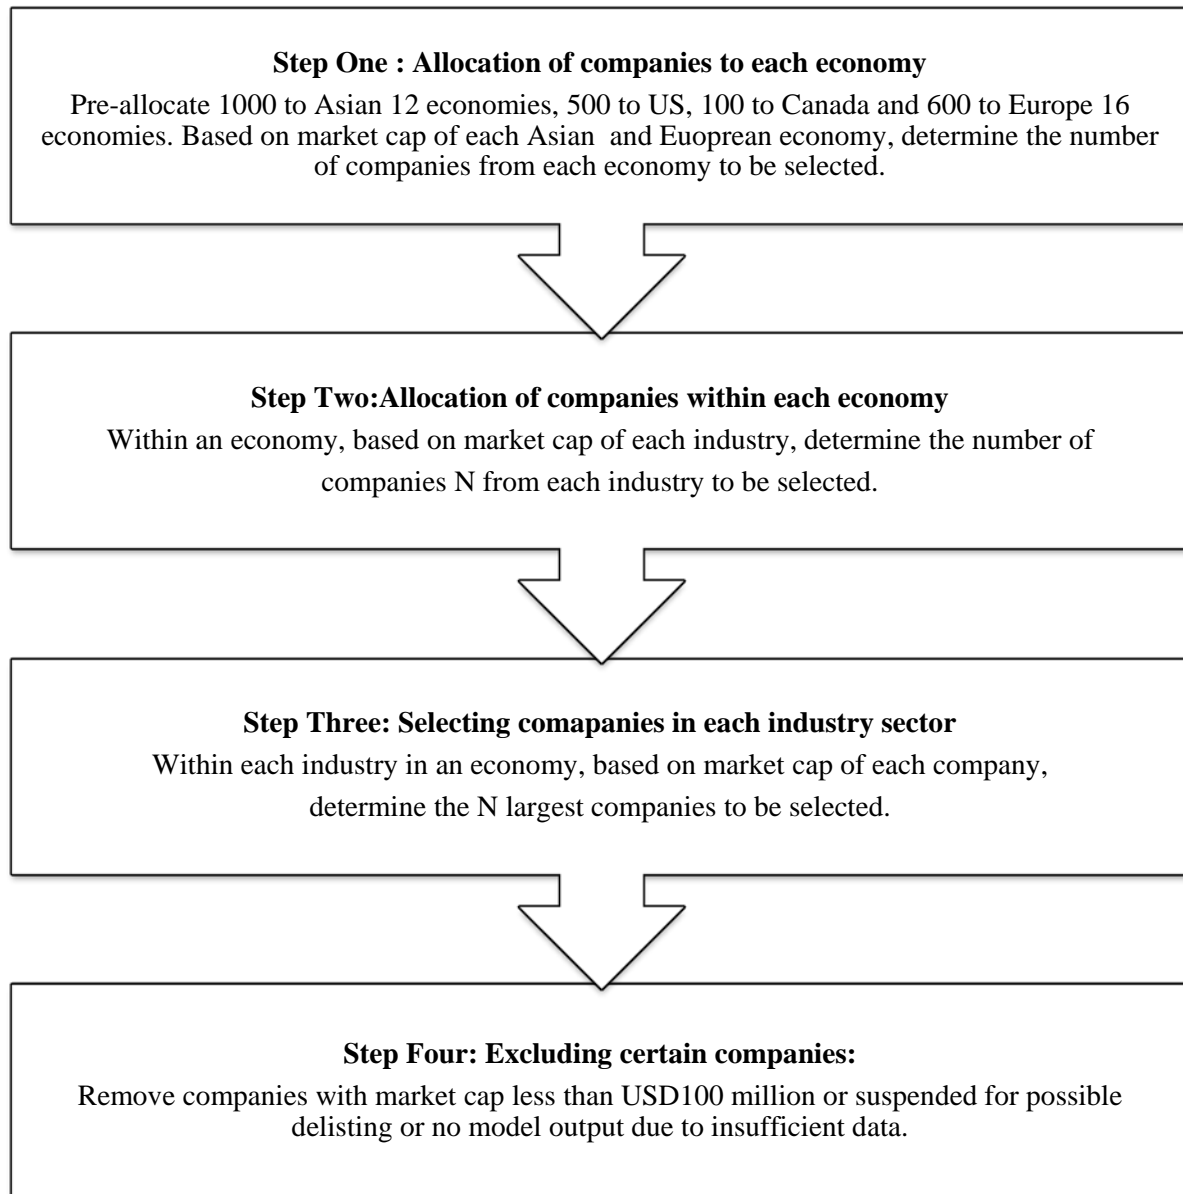 Step One : Allocation of companies to each economy
Pre-allocate 1000 to Asian 12 economies, 500 to US, 100 to Canada and 600 to Europe 16
economies. Based on market cap of each Asian and Euoprean economy, determine the number
of companies from each economy to be selected.
Step Two:Allocation of companies within each economy
Within an economy, based on market cap of each industry, determine the number of
companies N from each industry to be selected.
Step Three: Selecting comapanies in each industry sector
Within each industry in an economy, based on market cap of each company,
determine the N largest companies to be selected.
Step Four: Excluding certain companies:
Remove companies with market cap less than USD100 million or suspended for possible
delisting or no model output due to insufficient data.